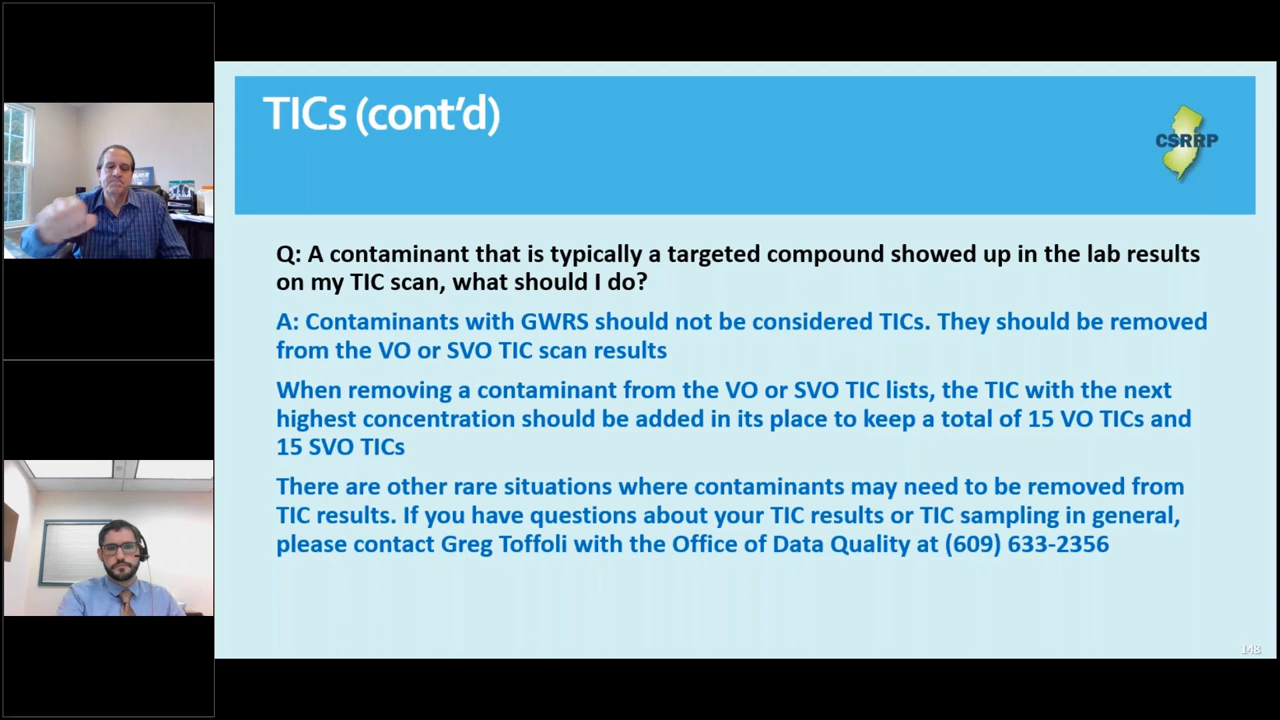 TICs (cont'd)
CSRRP
Q: A contaminant that is typically a targeted compound showed up in the lab results
on my TIC scan, what should I do?
A: Contaminants with GWRS should not be considered TICs. They should be removed
from the VO or SVO TIC scan results
When removing a contaminant from the VO or SVO TIC lists, the TIC with the next
highest concentration should be added in its place to keep a total of 15 VO TICs and
15 SVO TICs
There are other rare situations where contaminants may need to be removed from
TIC results. If you have questions about your TIC results or TIC sampling in general,
please contact Greg Toffoli with the Office of Data Quality at (609) 633-2356
148